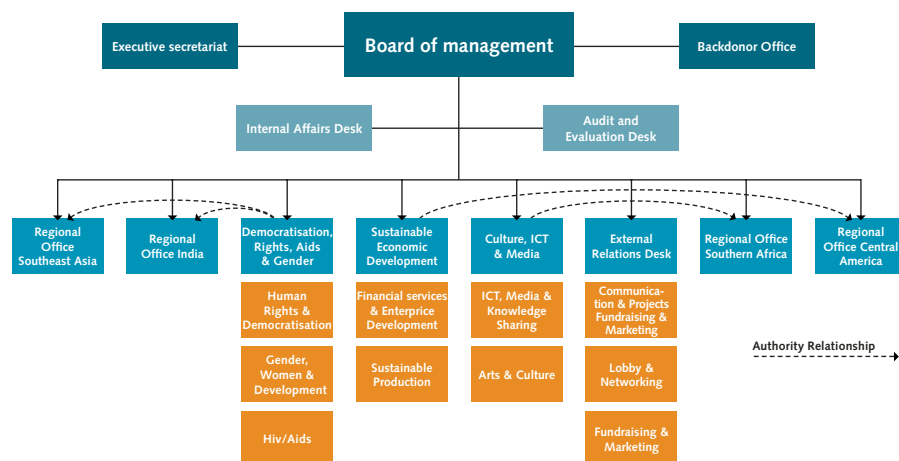 Executive secretariat
Board of management
Backdonor Office
Internal Affairs Desk
Audit and
Evaluation Desk
Regional
Office
Southeast Asia
Regional
Office India
Democratisation,
Rights, Aids
& Gender
Sustainable
Economic
Development
Culture, ICT
& Media
External
Relations Desk
Regional Office
Southern Africa
Regional
Office Central
America
Human
Rights &
Democratisation
Financial services
& Enterprice
Development
ICT, Media &
Knowledge
Sharing
Communica-
tion & Projects
Fundraising &
Marketing
Gender,
Women &
Development
Sustainable
Production
Arts & Culture
Lobby &
Networking
Hiv/Aids
Fundraising &
Marketing
Authority Relationship